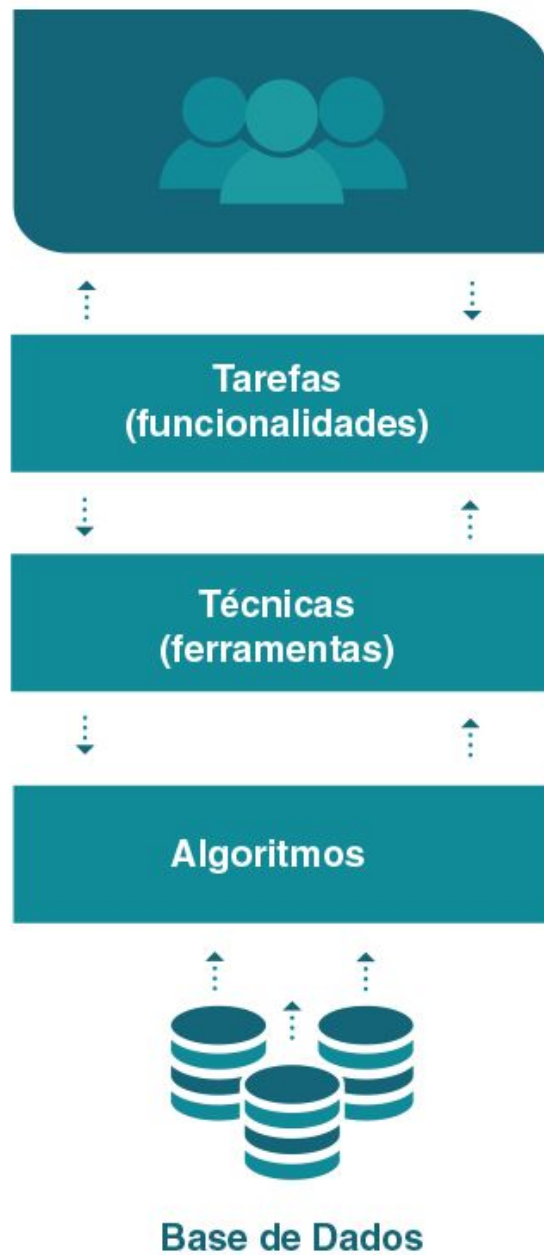 Tarefas
(funcionalidades)
Técnicas
(ferramentas)
Algoritmos
Base de Dados